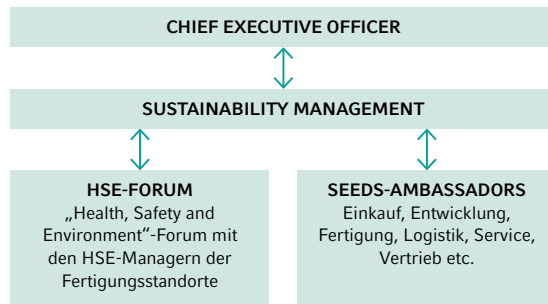 CHIEF EXECUTIVE OFFICER
SUSTAINABILITY MANAGEMENT
HSE-FORUM
„Health, Safety and
Environment“-Forum mit
den HSE-Managern der
Fertigungsstandorte
SEEDS-AMBASSADORS
Einkauf, Entwicklung,
Fertigung, Logistik, Service,
Vertrieb etc.